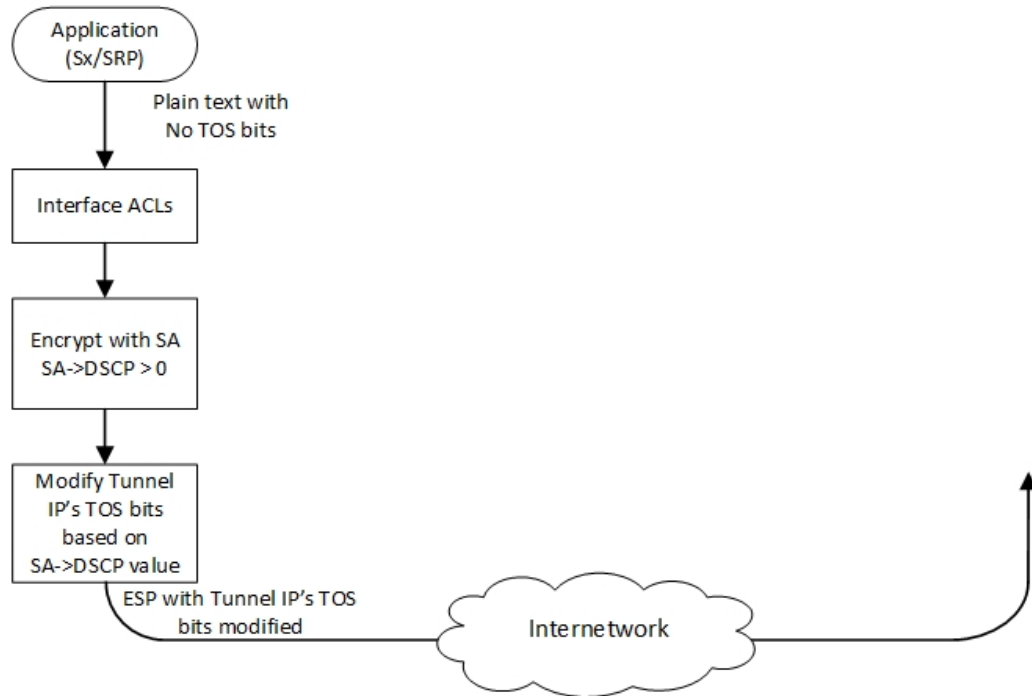 Application
(Sx/SRP)
Plain text with
No TOS bits
Interface ACLs
Encrypt with SA
SA->DSCP > 0
Modify Tunnel
IP's TOS bits
based on
SA->DSCP value
ESP with Tunnel IP's TOS
bits modified
Internetwork